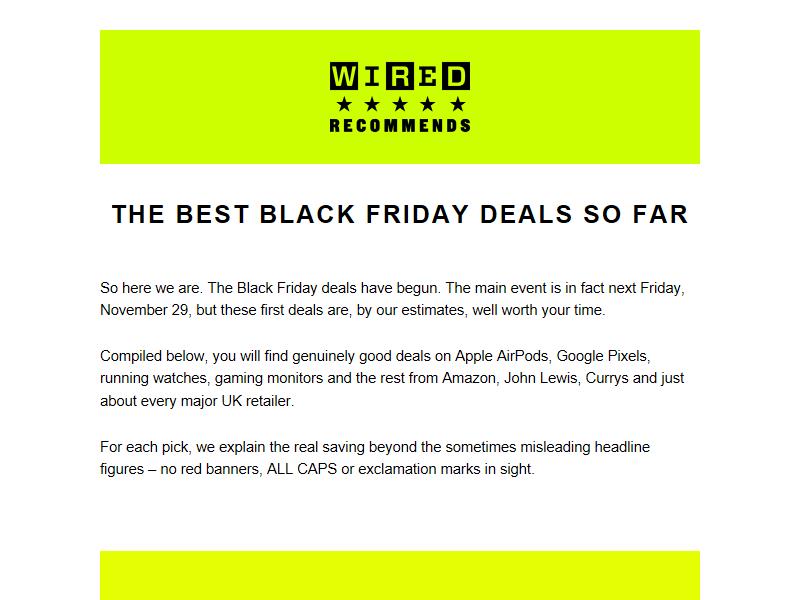 WIRED
★★★★★
RECOMMENDS
THE BEST BLACK FRIDAY DEALS SO FAR
So here we are. The Black Friday deals have begun. The main event is in fact next Friday,
November 29, but these first deals are, by our estimates, well worth your time.
Compiled below, you will find genuinely good deals on Apple AirPods, Google Pixels,
running watches, gaming monitors and the rest from Amazon, John Lewis, Currys and just
about every major UK retailer.
For each pick, we explain the real saving beyond the sometimes misleading headline
figures – no red banners, ALL CAPS or exclamation marks in sight.